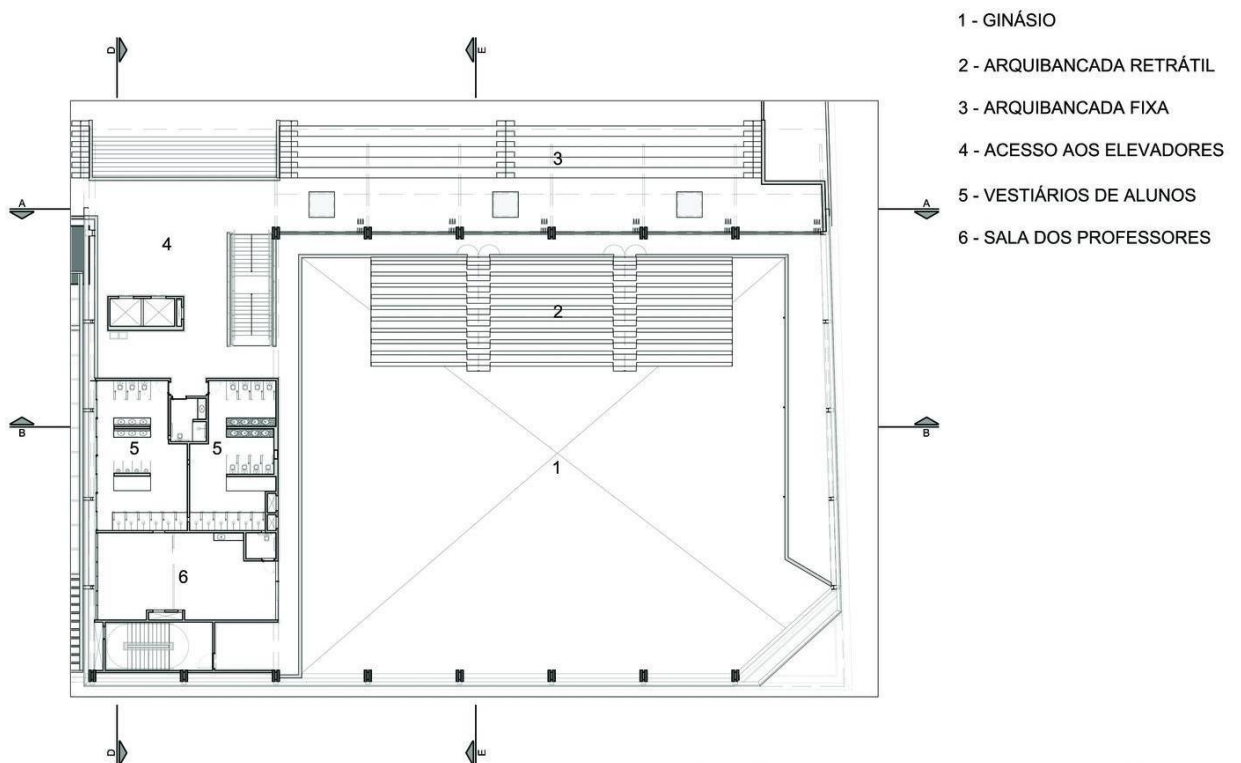 1 - GINÁSIO
2 - ARQUIBANCADA RETRÁTIL
3 - ARQUIBANCADA FIXA
4 - ACESSO AOS ELEVADORES
5 - VESTIÁRIOS DE ALUNOS
6 - SALA DOS PROFESSORES
D
E
3
A
A
4
2
B
B
5
5
1
6
D
E